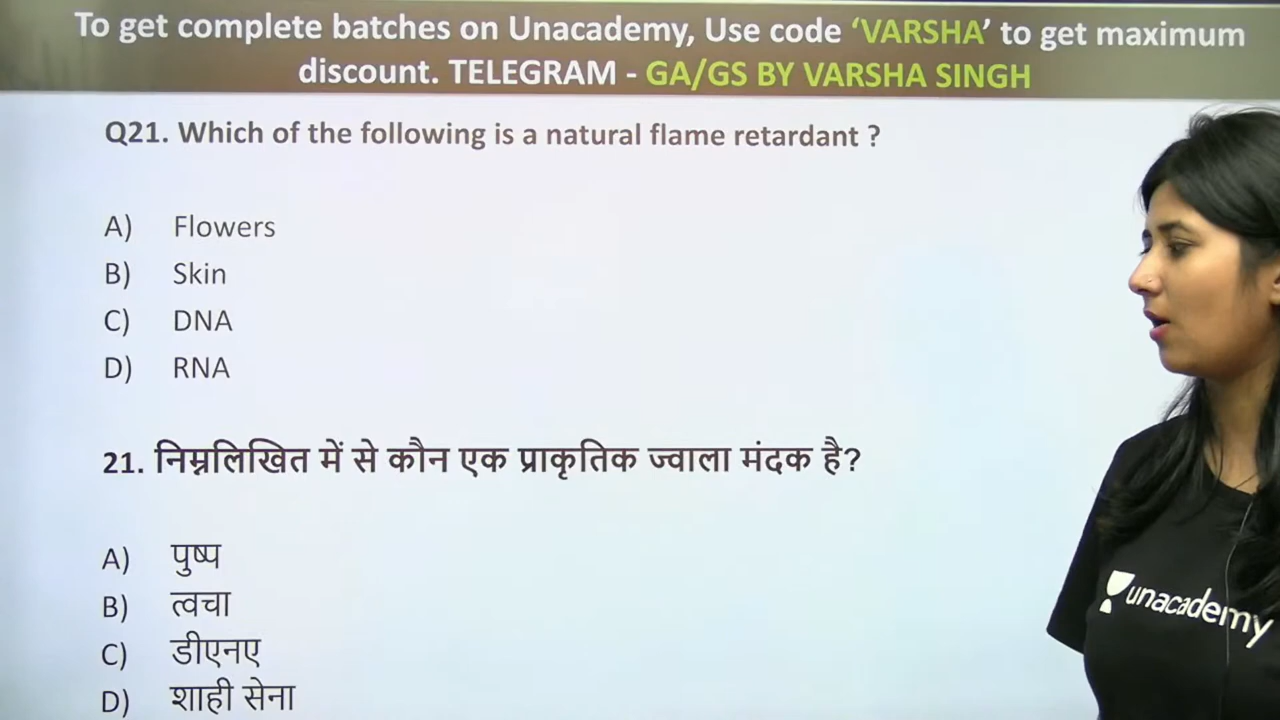 To get complete batches on Unacademy, Use code ‘VARSHA’ to get maximum
discount. TELEGRAM - GA/GS BY VARSHA SINGH
Q21. Which of the following is a natural flame retardant ?
A) Flowers
B) Skin
C) DNA
D) RNA
21. निम्नलिखित में से कौन एक प्राकृतिक ज्वाला मंदक है?
A) पुष्प
B) त्वचा
C) डीएनए
D) शाही सेना
unacademy